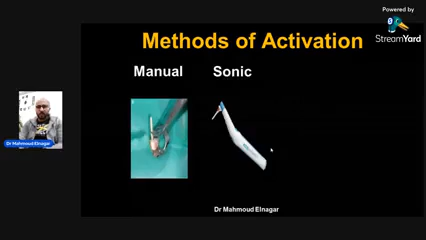 Powered by
StreamYard
Methods of Activation
Manual Sonic
Dr Mahmoud Elnagar
Dr Mahmoud Elnagar